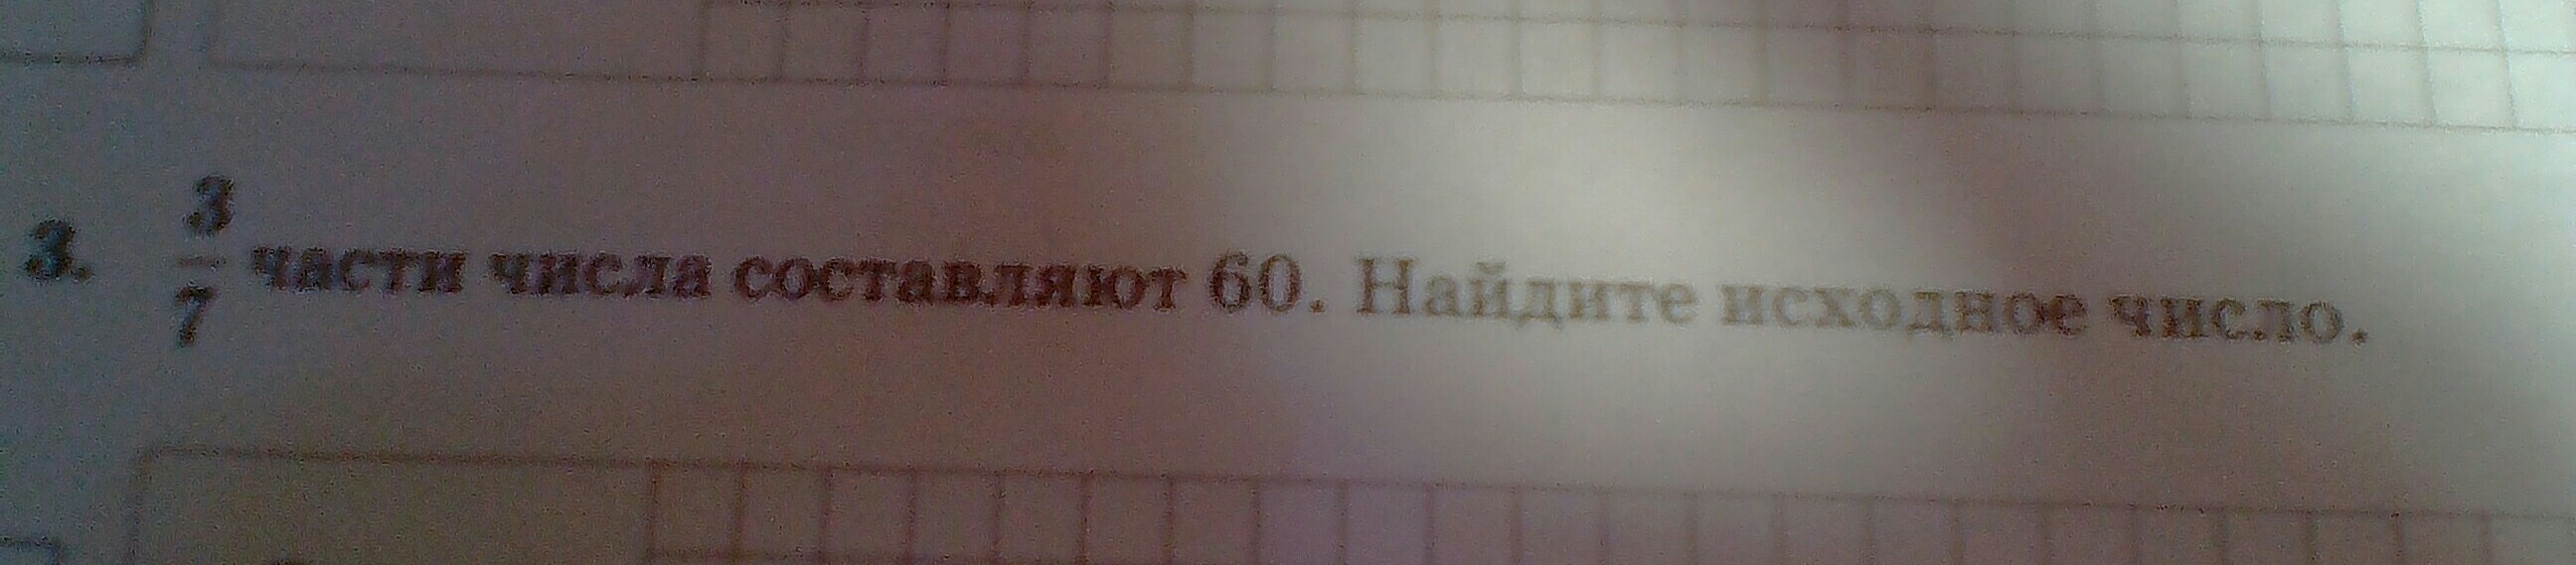 3. 3/7 части числа составляют 60. Найдите исходное число.